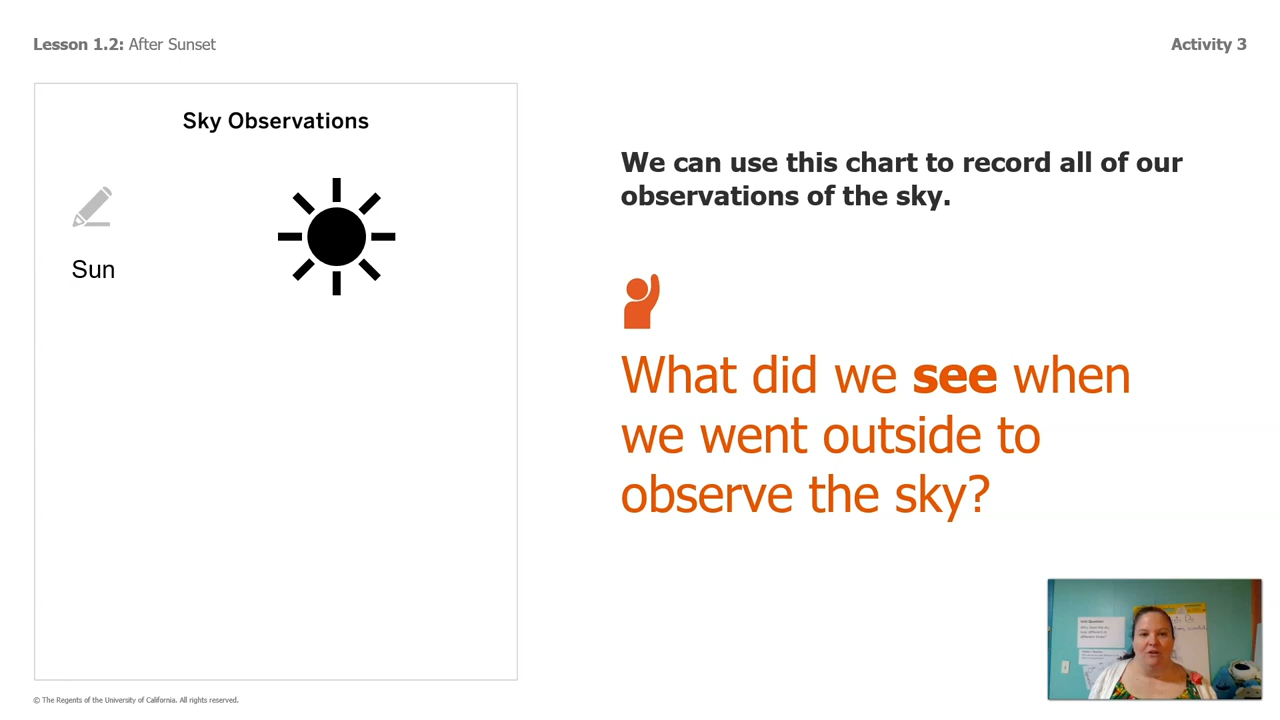 Lesson 1.2: After Sunset
Activity 3
Sky Observations
Sun
We can use this chart to record all of our
observations of the sky.
What did we see when
we went outside to
observe the sky?
© The Regents of the University of California. All rights reserved.